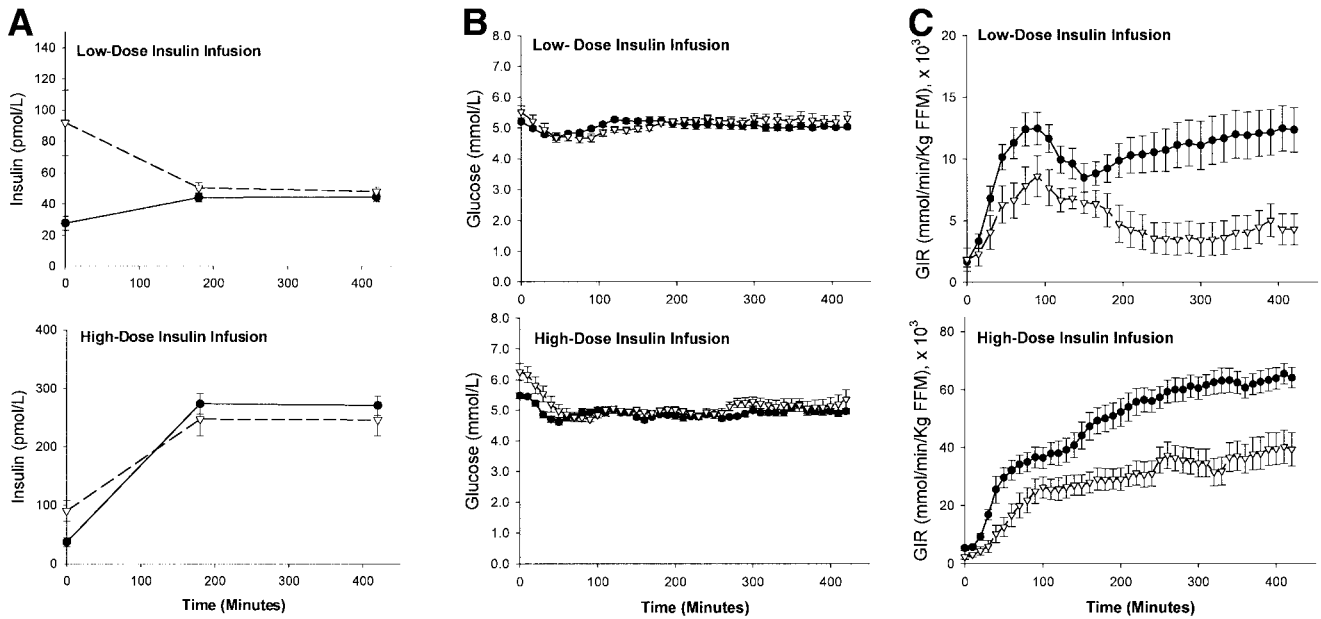 A
Low-Dose Insulin Infusion
Insulin (pmol/L)
140
120
100
80
60
40
20
0
0 100 200 300 400
High-Dose Insulin Infusion
Insulin (pmol/L)
400
300
200
100
0
0 100 200 300 400
Time (Minutes)
B
Low- Dose Insulin Infusion
Glucose (mmol/L)
8.0
7.0
6.0
5.0
4.0
3.0
2.0
1.0
0.0
0 100 200 300 400
High-Dose Insulin Infusion
Glucose (mmol/L)
8.0
7.0
6.0
5.0
4.0
3.0
2.0
1.0
0.0
0 100 200 300 400
Time (Minutes)
C
Low-Dose Insulin Infusion
GIR (mmol/min/Kg FFM), x 10³
20
15
10
5
0
0 100 200 300 400
High-Dose Insulin Infusion
GIR (mmol/min/Kg FFM), x 10³
80
60
40
20
0
0 100 200 300 400
Time (Minutes)